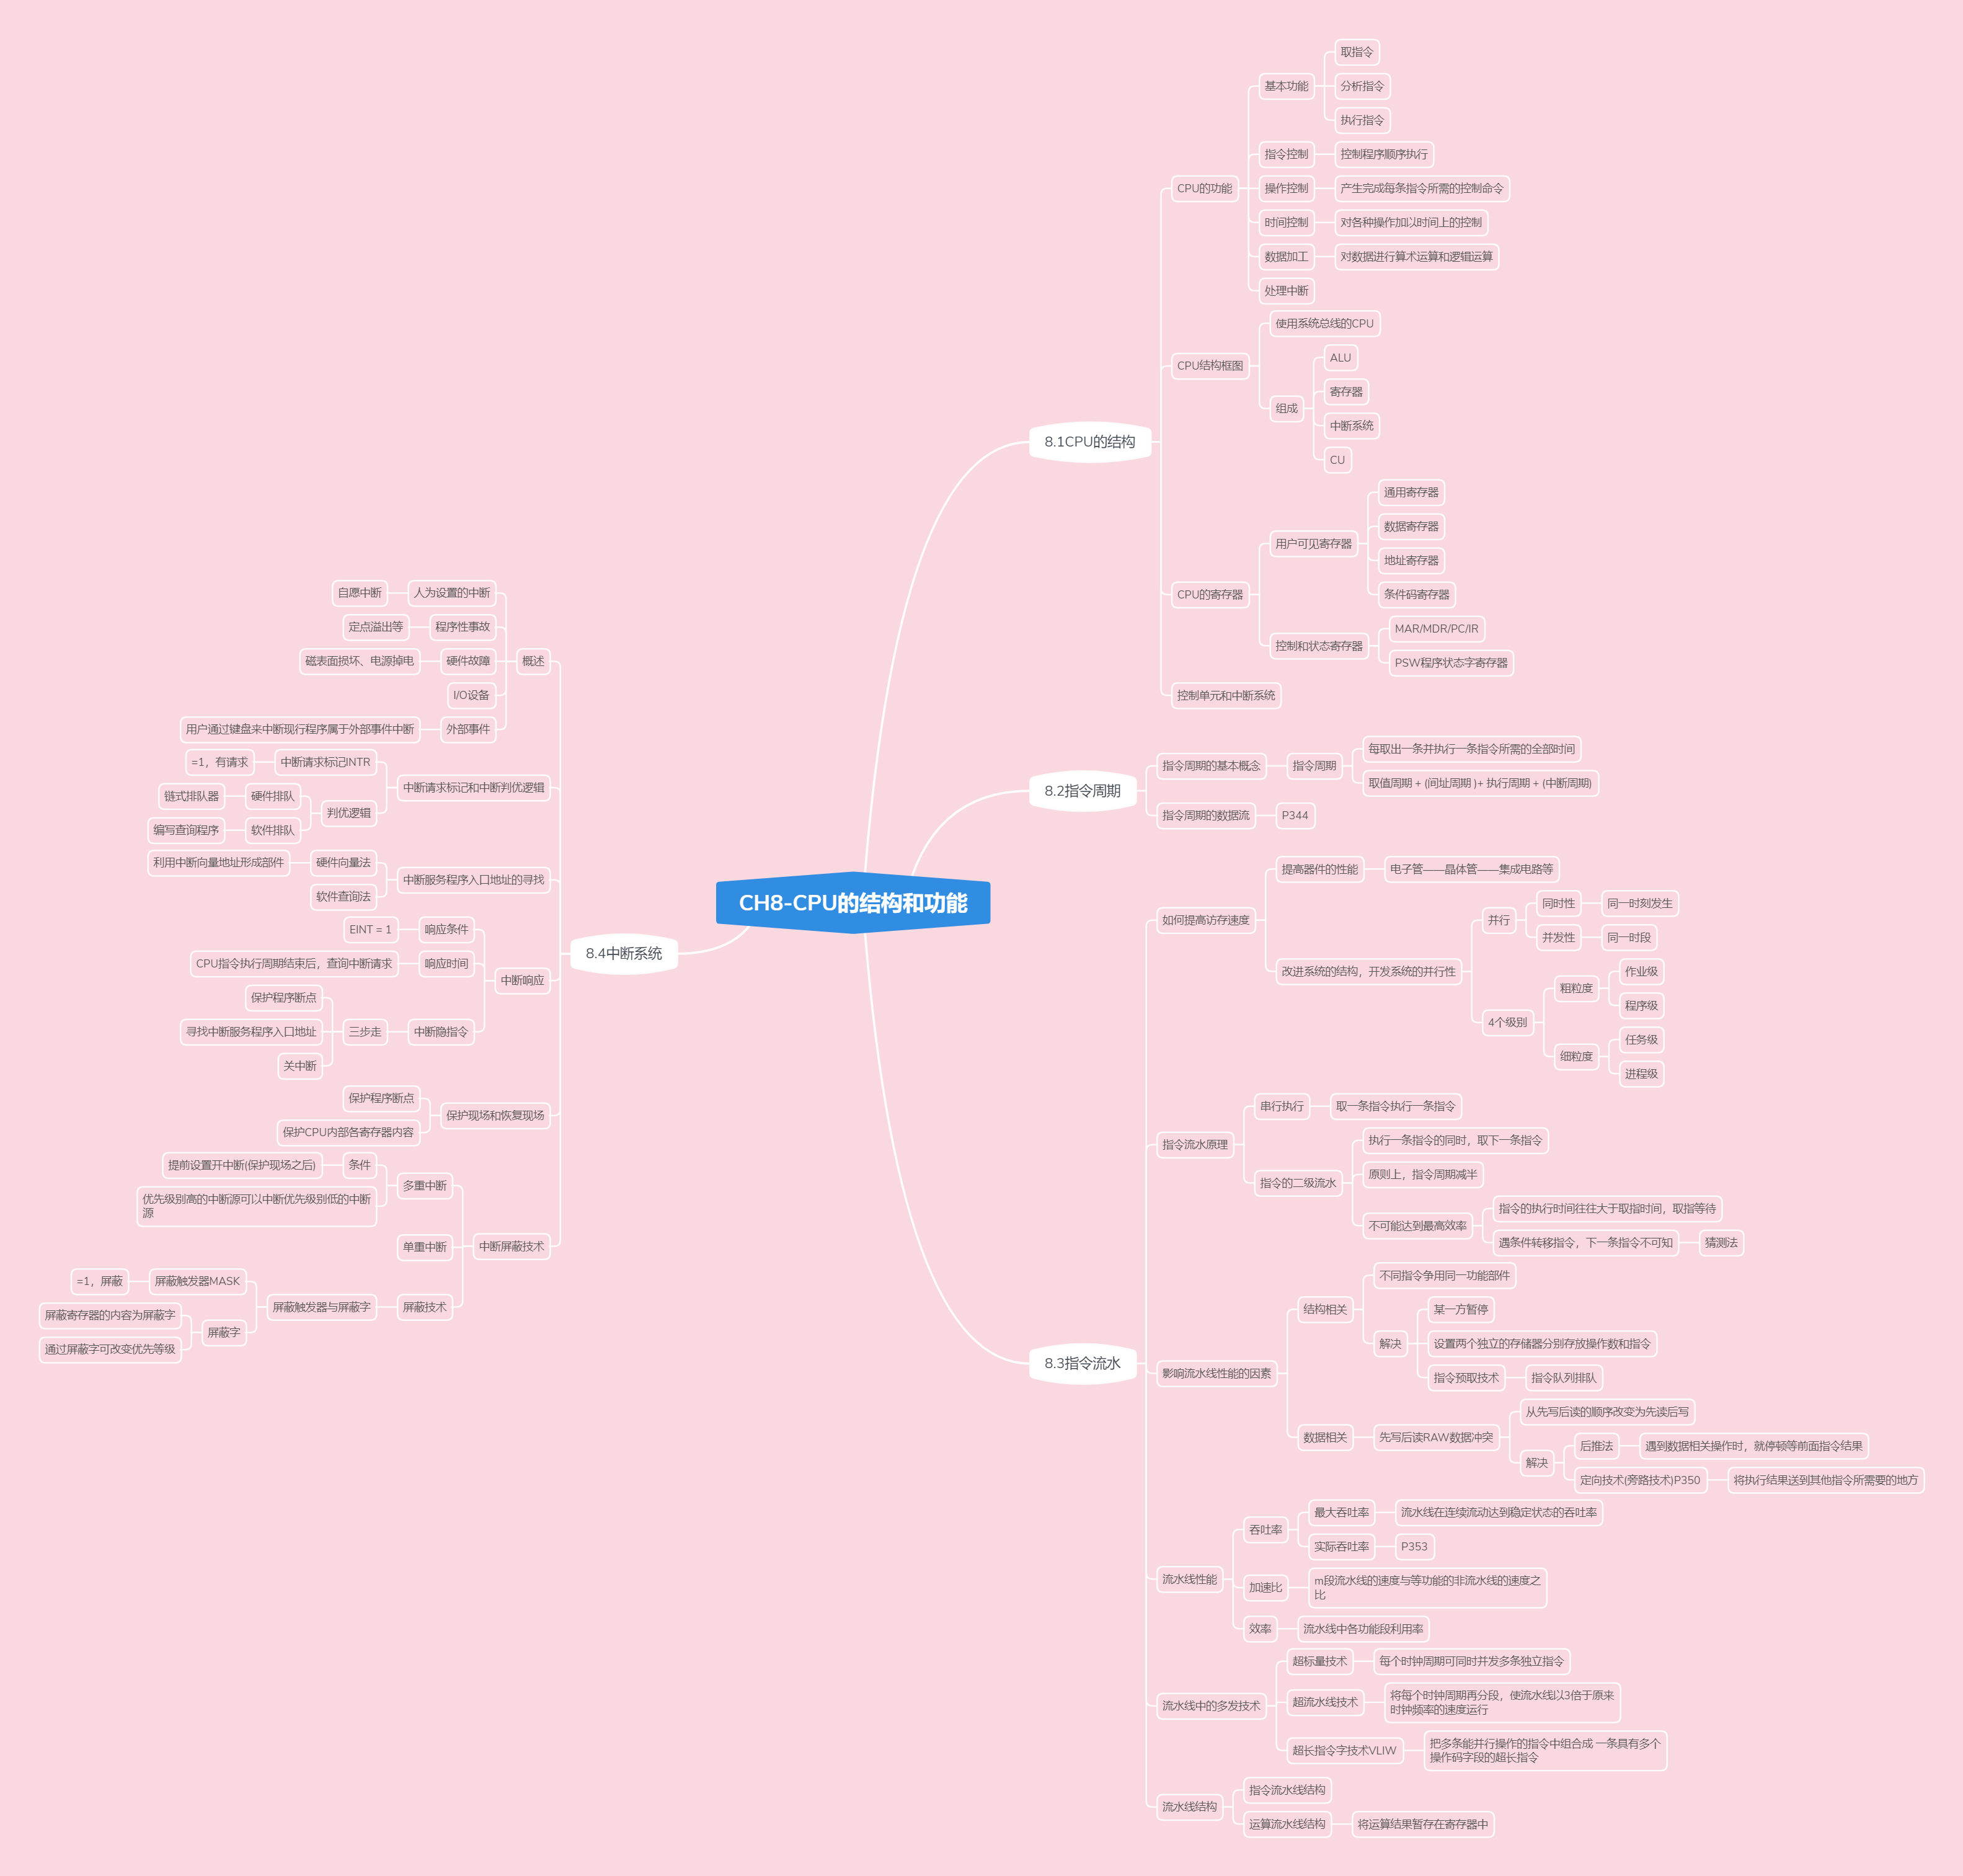 CH8-CPU的结构和功能
8.1CPU的结构
CPU的功能
基本功能
取指令
分析指令
执行指令
指令控制
控制程序顺序执行
操作控制
产生完成每条指令所需的控制命令
时间控制
对各种操作加以时间上的控制
数据加工
对数据进行算术运算和逻辑运算
处理中断
CPU结构框图
使用系统总线的CPU
组成
ALU
寄存器
中断系统
CU
CPU的寄存器
用户可见寄存器
通用寄存器
数据寄存器
地址寄存器
条件码寄存器
控制和状态寄存器
MAR/MDR/PC/IR
PSW程序状态字寄存器
控制单元和中断系统
8.2指令周期
指令周期的基本概念
指令周期
每取出一条并执行一条指令所需的全部时间
取值周期 + (间址周期 )+ 执行周期 + (中断周期)
指令周期的数据流
P344
8.3指令流水
如何提高访存速度
提高器件的性能
电子管——晶体管——集成电路等
改进系统的结构，开发系统的并行性
并行
同时性
同一时刻发生
并发性
同一时段
4个级别
粗粒度
作业级
程序级
细粒度
任务级
进程级
指令流水原理
串行执行
取一条指令执行一条指令
指令的二级流水
执行一条指令的同时，取下一条指令
原则上，指令周期减半
不可能达到最高效率
指令的执行时间往往大于取指时间，取指等待
遇条件转移指令，下一条指令不可知
猜测法
影响流水线性能的因素
结构相关
不同指令争用同一功能部件
解决
某一方暂停
设置两个独立的存储器分别存放操作数和指令
指令预取技术
指令队列排队
数据相关
先写后读RAW数据冲突
从先写后读的顺序改变为先读后写
解决
后推法
遇到数据相关操作时，就停顿等前面指令结果
定向技术(旁路技术)P350
将执行结果送到其他指令所需要的地方
流水线性能
吞吐率
最大吞吐率
流水线在连续流动达到稳定状态的吞吐率
实际吞吐率
P353
加速比
m段流水线的速度与等功能的非流水线的速度之
比
效率
流水线中各功能段利用率
流水线中的多发技术
超标量技术
每个时钟周期可同时并发多条独立指令
超流水线技术
将每个时钟周期再分段，使流水线以3倍于原来
时钟频率的速度运行
超长指令字技术VLIW
把多条能并行操作的指令中组合成 一条具有多个
操作码字段的超长指令
流水线结构
指令流水线结构
运算流水线结构
将运算结果暂存在寄存器中
8.4中断系统
概述
人为设置的中断
自愿中断
程序性事故
定点溢出等
硬件故障
磁表面损坏、电源掉电
I/O设备
外部事件
用户通过键盘来中断现行程序属于外部事件中断
中断请求标记和中断判优逻辑
中断请求标记INTR
=1，有请求
判优逻辑
硬件排队
链式排队器
软件排队
编写查询程序
中断服务程序入口地址的寻找
硬件向量法
利用中断向量地址形成部件
软件查询法
中断响应
响应条件
EINT = 1
响应时间
CPU指令执行周期结束后，查询中断请求
中断隐指令
三步走
保护程序断点
寻找中断服务程序入口地址
关中断
保护现场和恢复现场
保护程序断点
保护CPU内部各寄存器内容
中断屏蔽技术
多重中断
条件
提前设置开中断(保护现场之后)
优先级别高的中断源可以中断优先级别低的中断
源
单重中断
屏蔽技术
屏蔽触发器与屏蔽字
屏蔽触发器MASK
=1，屏蔽
屏蔽字
屏蔽寄存器的内容为屏蔽字
通过屏蔽字可改变优先等级